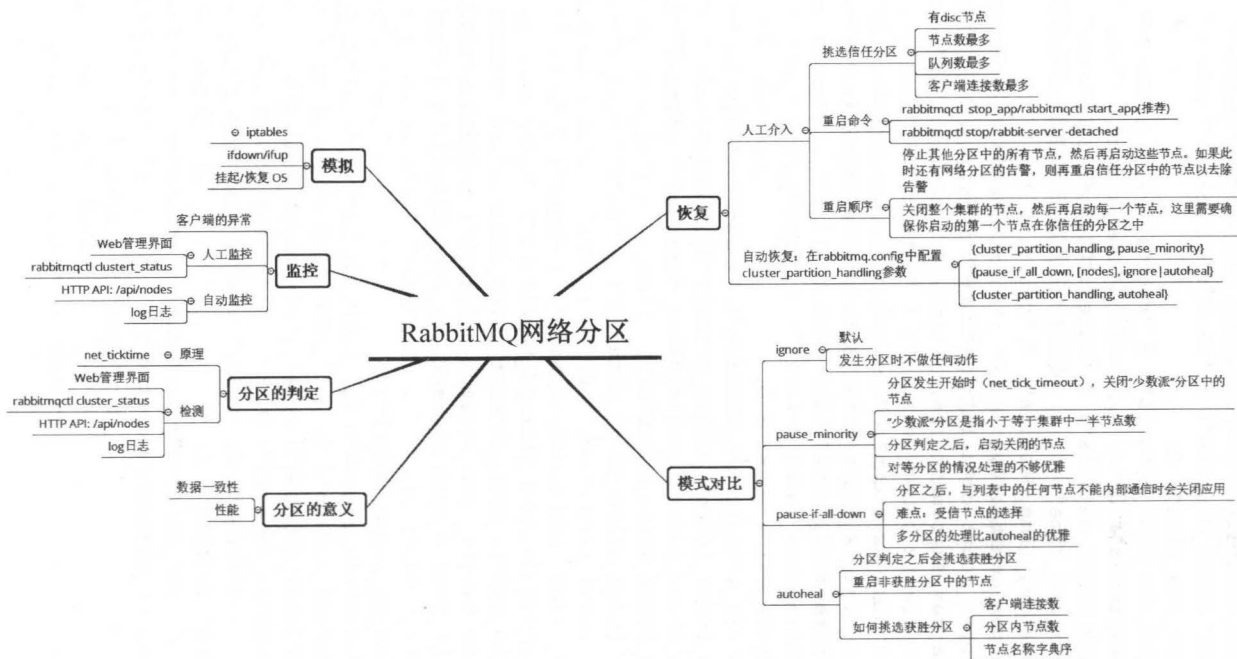 RabbitMQ网络分区
模拟
iptables
ifdown/ifup
挂起/恢复 OS
监控
客户端的异常
人工监控
Web管理界面
rabbitmqctl clustert_status
自动监控
HTTP API: /api/nodes
log日志
分区的判定
原理
net_ticktime
检测
Web管理界面
rabbitmqctl cluster_status
HTTP API: /api/nodes
log日志
分区的意义
数据一致性
性能
恢复
人工介入
挑选信任分区
有disc节点
节点数最多
队列数最多
客户端连接数最多
重启命令
rabbitmqctl stop_app/rabbitmqctl start_app(推荐)
rabbitmqctl stop/rabbit-server -detached
重启顺序
停止其他分区中的所有节点，然后再启动这些节点。如果此
时还有网络分区的告警，则再重启信任分区中的节点以去除
告警
关闭整个集群的节点，然后再启动每一个节点，这里需要确
保你启动的第一个节点在你信任的分区之中
自动恢复：在rabbitmq.config中配置
cluster_partition_handling参数
{cluster_partition_handling, pause_minority}
{pause_if_all_down, [nodes], ignore|autoheal}
{cluster_partition_handling, autoheal}
模式对比
ignore
默认
发生分区时不做任何动作
pause_minority
分区发生开始时（net_tick_timeout），关闭“少数派”分区中的
节点
“少数派”分区是指小于等于集群中一半节点数
分区判定之后，启动关闭的节点
对等分区的情况处理的不够优雅
pause-if-all-down
分区之后，与列表中的任何节点不能内部通信时会关闭应用
难点：受信节点的选择
多分区的处理比autoheal的优雅
autoheal
分区判定之后会挑选获胜分区
重启非获胜分区中的节点
如何挑选获胜分区
客户端连接数
分区内节点数
节点名称字典序